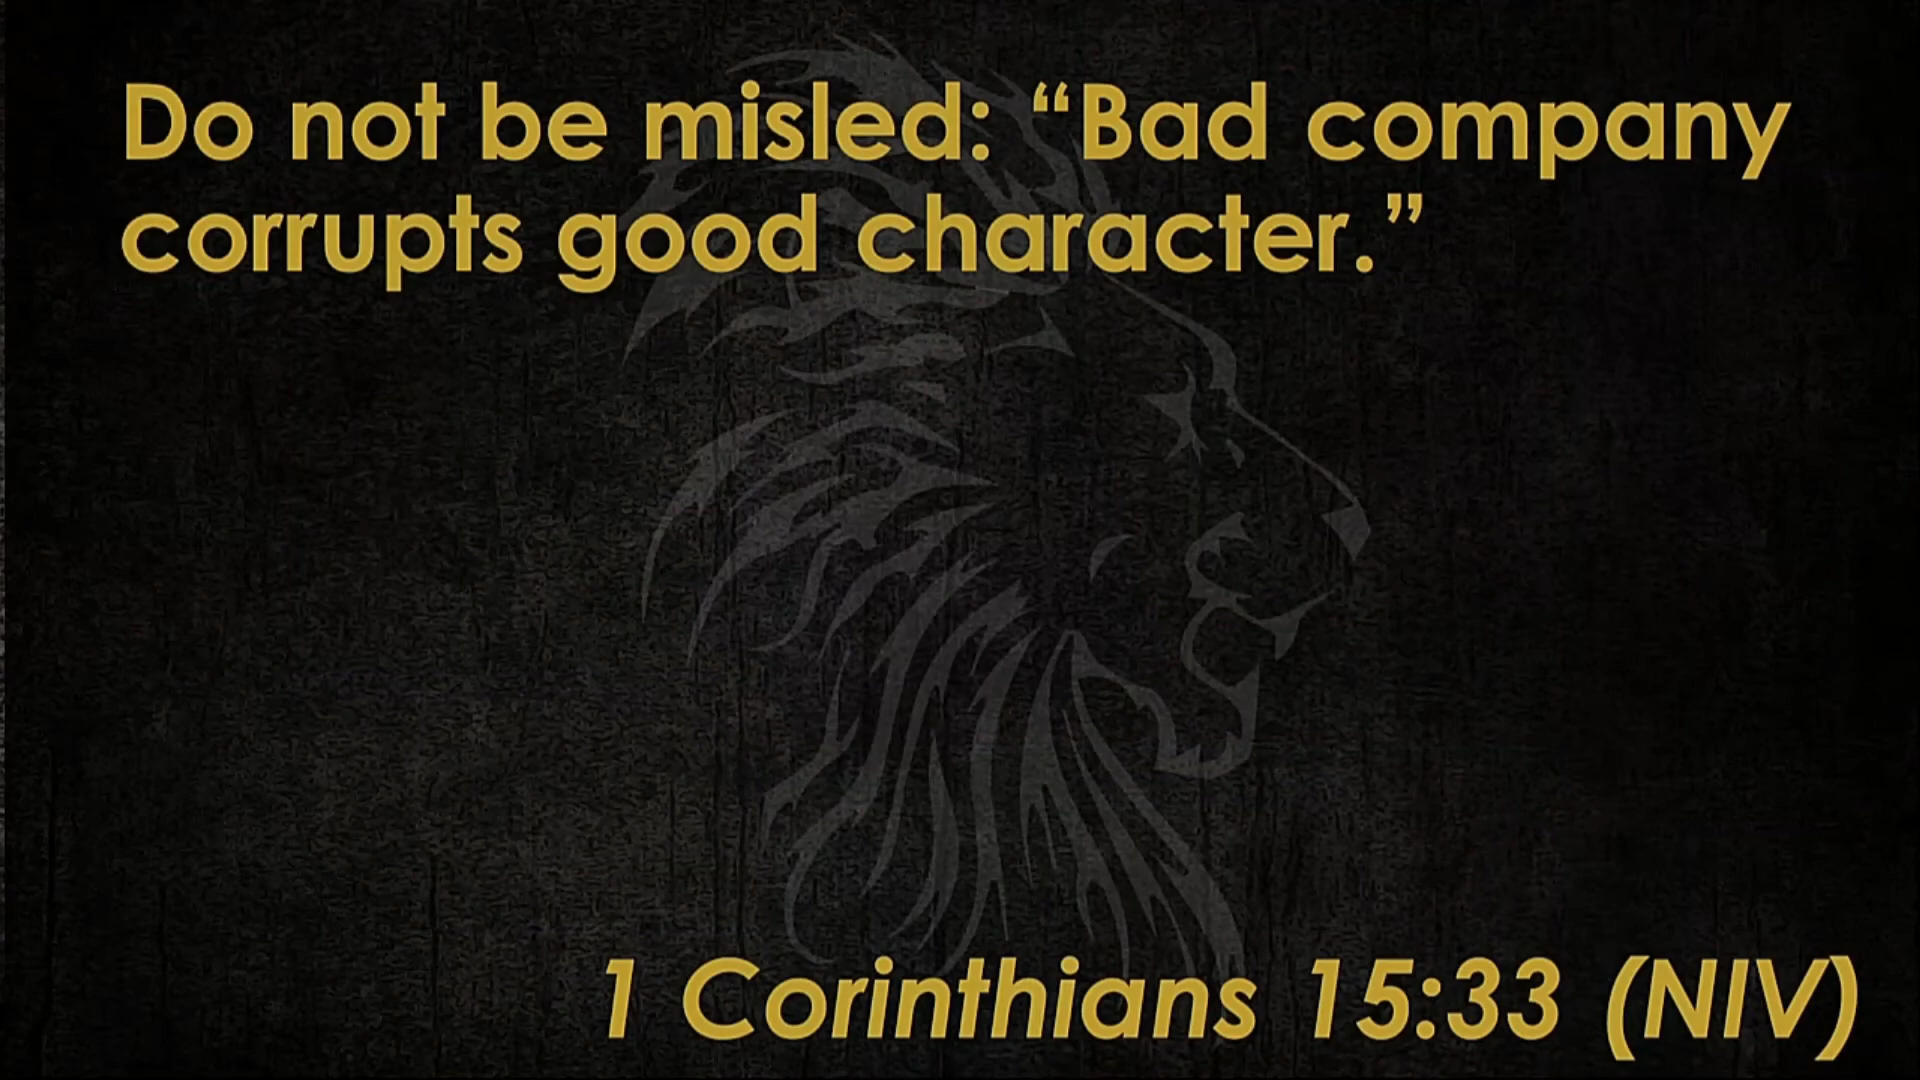 Do not be misled: “Bad company
corrupts good character.”
1 Corinthians 15:33 (NIV)